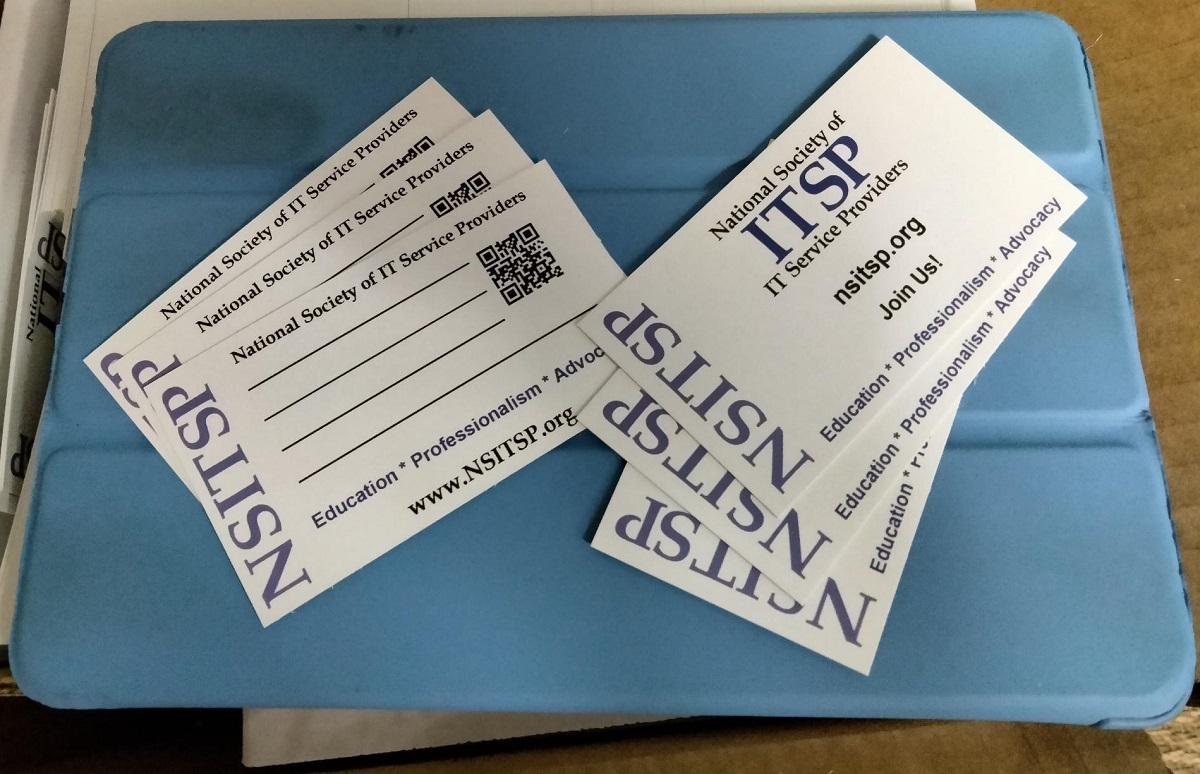 National Society of IT Service Providers
National Society of IT Service Providers
National Society of IT Service Providers
NSITSP
Education * Professionalism * Advoc
www.NSITSP.org
National Society of
ITSP
IT Service Providers
nsitsp.org
Join Us!
Education * Professionalism * Advocacy
NSITSP
Education * Professionalism * Advocacy
NSITSP
Education *
NSITSP
National